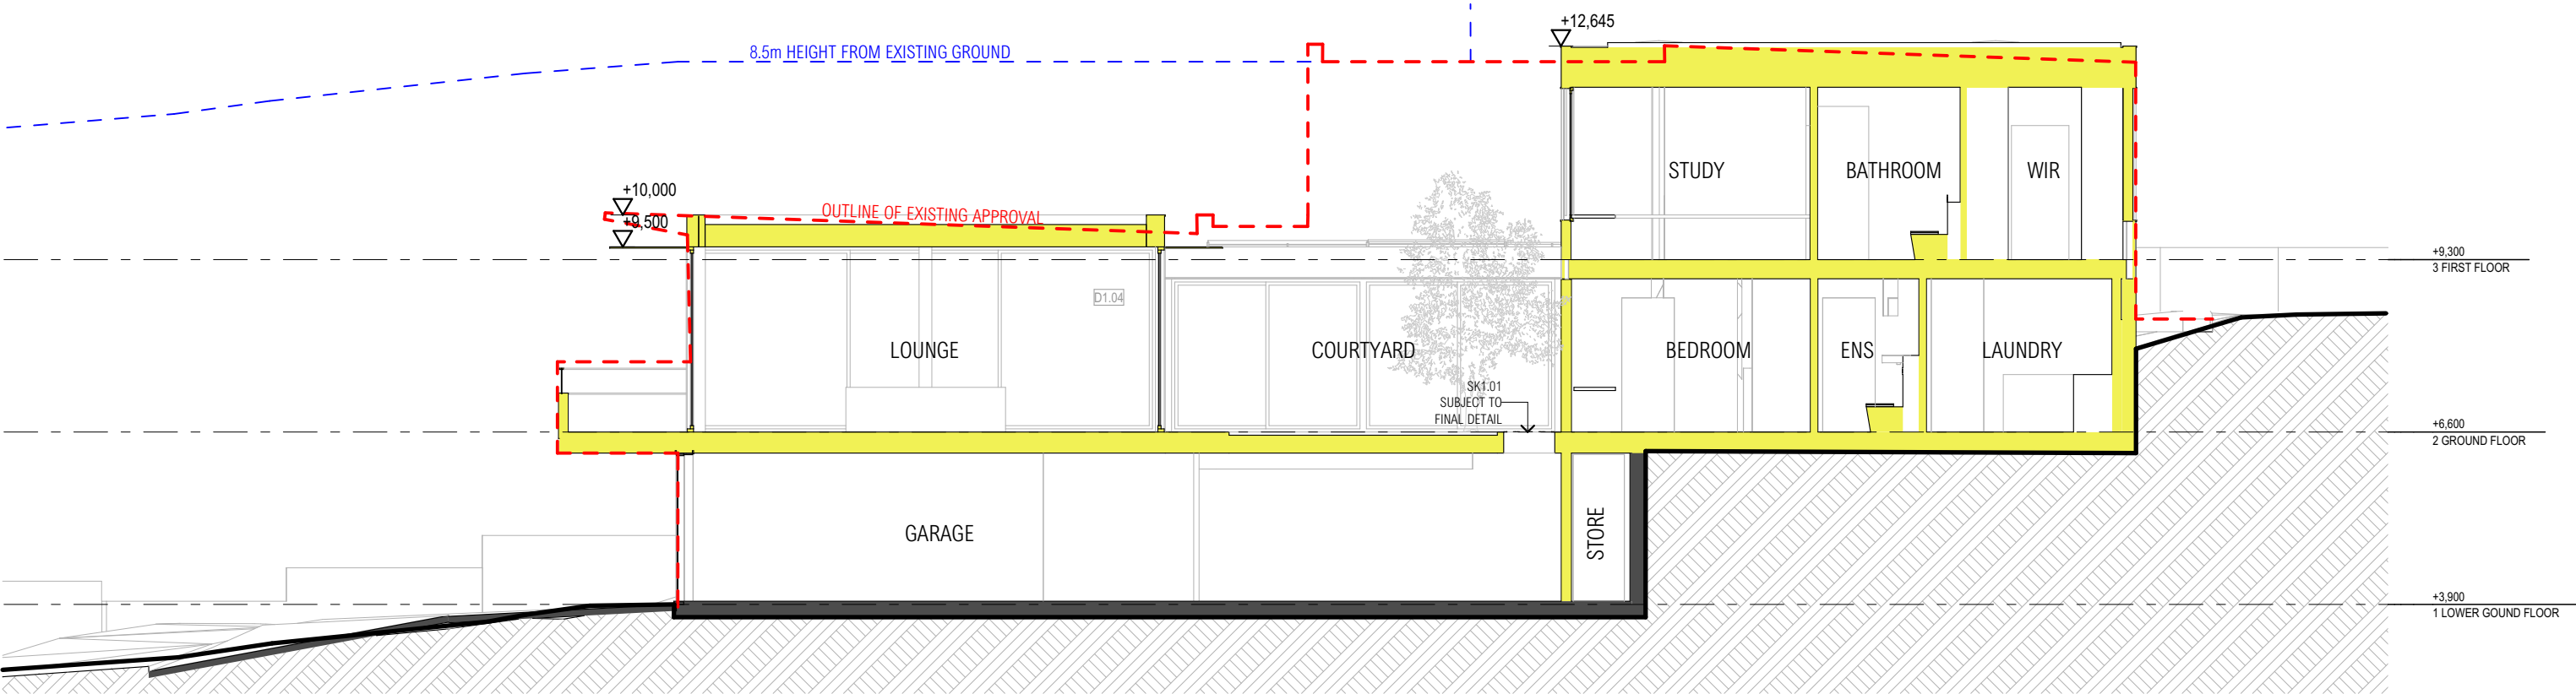 +12,645
8.5m HEIGHT FROM EXISTING GROUND
STUDY
BATHROOM
WIR
+10,000
OUTLINE OF EXISTING APPROVAL
+9,500
+9,300
3 FIRST FLOOR
D1.04
LOUNGE
COURTYARD
BEDROOM
ENS
LAUNDRY
SK1.01
SUBJECT TO
FINAL DETAIL
+6,600
2 GROUND FLOOR
GARAGE
STORE
+3,900
1 LOWER GOUND FLOOR